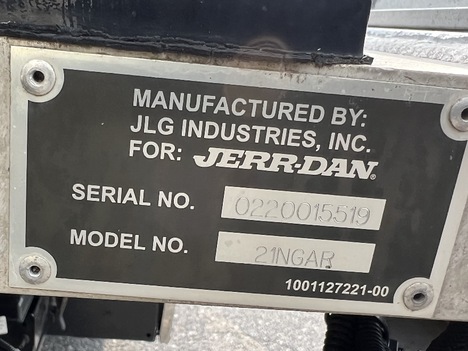 MANUFACTURED BY:
JLG INDUSTRIES, INC.
FOR: JERR-DAN®
SERIAL NO. 0220015519
MODEL NO. 21NGAR
1001127221-00